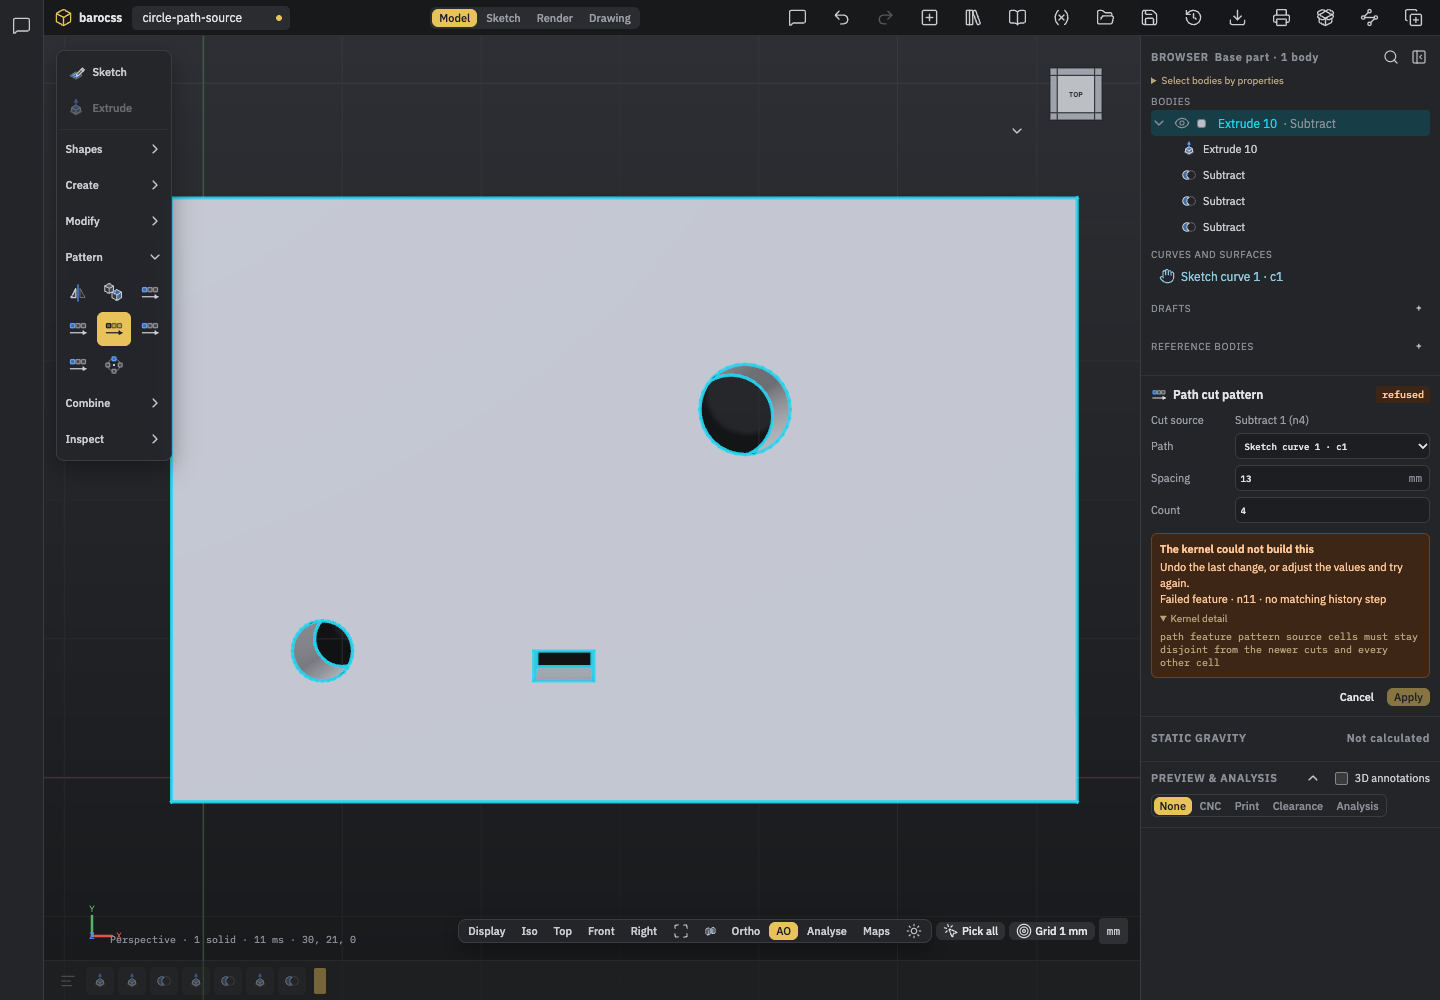 barocss
circle-path-source
Model
Sketch
Render
Drawing
Sketch
Extrude
Shapes
Create
Modify
Pattern
Combine
Inspect
TOP
BROWSER Base part · 1 body
Select bodies by properties
BODIES
Extrude 10 · Subtract
Extrude 10
Subtract
Subtract
Subtract
CURVES AND SURFACES
Sketch curve 1 · c1
DRAFTS +
REFERENCE BODIES +
Path cut pattern refused
Cut source Subtract 1 (n4)
Path Sketch curve 1 · c1
Spacing 13 mm
Count 4
The kernel could not build this
Undo the last change, or adjust the values and try
again.
Failed feature · n11 · no matching history step
Kernel detail
path feature pattern source cells must stay
disjoint from the newer cuts and every
other cell
Cancel Apply
STATIC GRAVITY Not calculated
PREVIEW & ANALYSIS 3D annotations
None CNC Print Clearance Analysis
Y
X
Z
Perspective · 1 solid · 11 ms · 30, 21, 0
Display Iso Top Front Right Ortho AO Analyse Maps Pick all Grid 1 mm mm